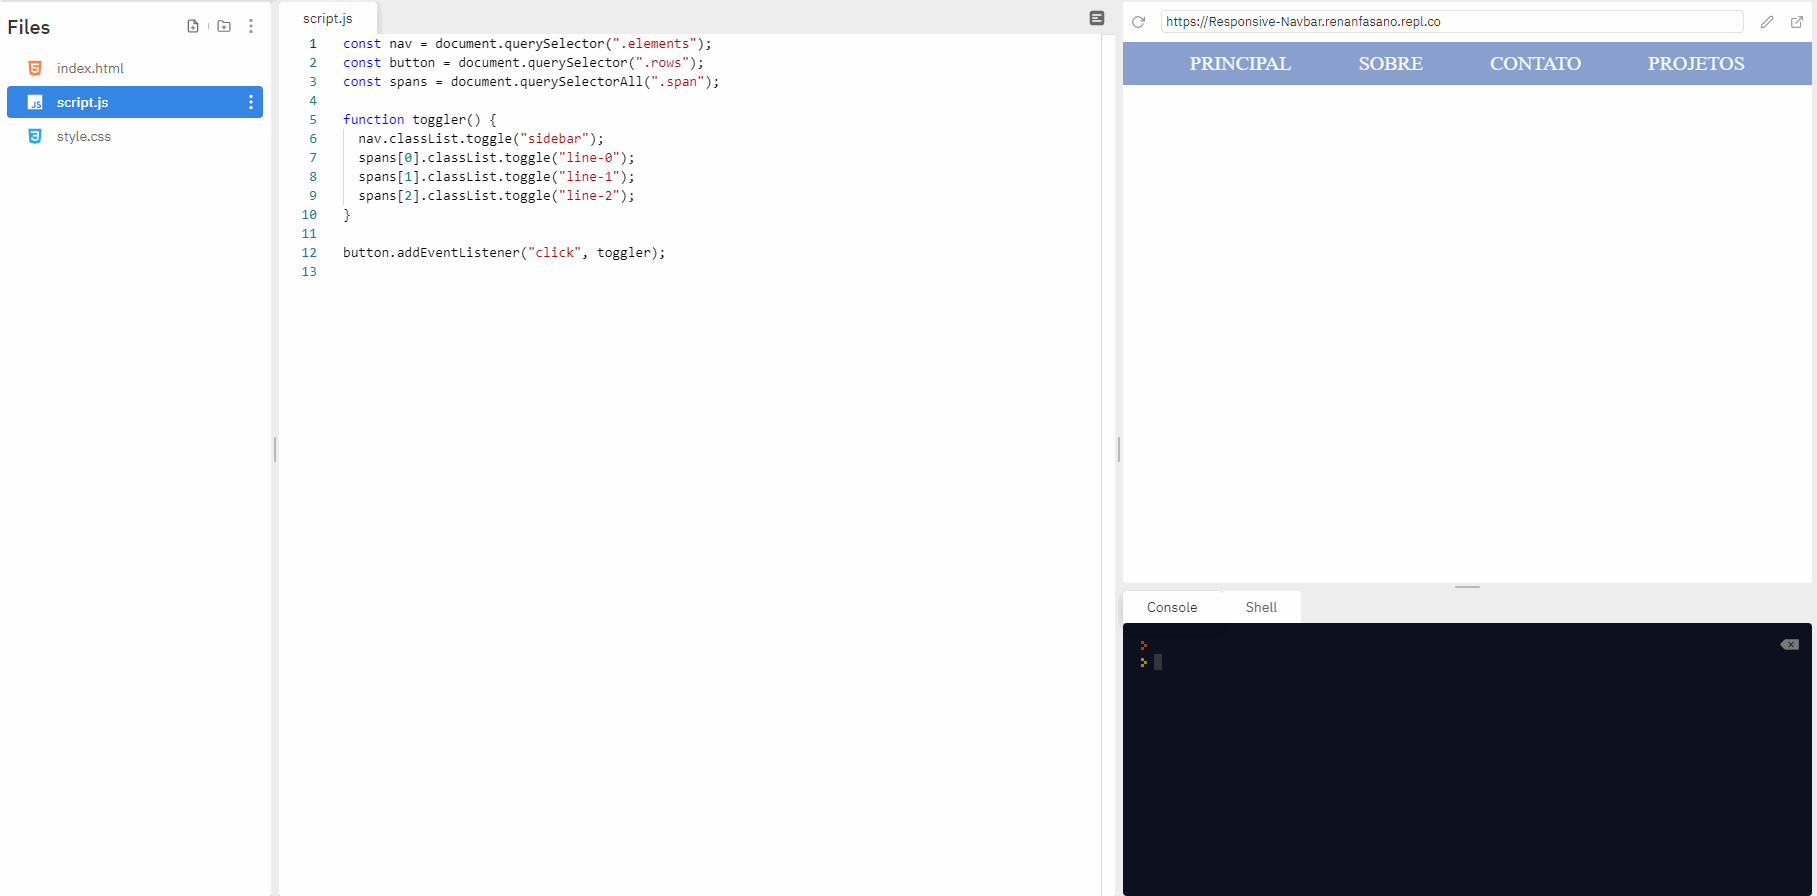 Files
index.html
script.js
style.css
script.js
1 const nav = document.querySelector(".elements");
2 const button = document.querySelector(".rows");
3 const spans = document.querySelectorAll(".span");
4
5 function toggler() {
6   nav.classList.toggle("sidebar");
7   spans[0].classList.toggle("line-0");
8   spans[1].classList.toggle("line-1");
9   spans[2].classList.toggle("line-2");
10 }
11
12 button.addEventListener("click", toggler);
13
https://Responsive-Navbar.renanfasano.repl.co
PRINCIPAL SOBRE CONTATO PROJETOS
Console Shell
>
>